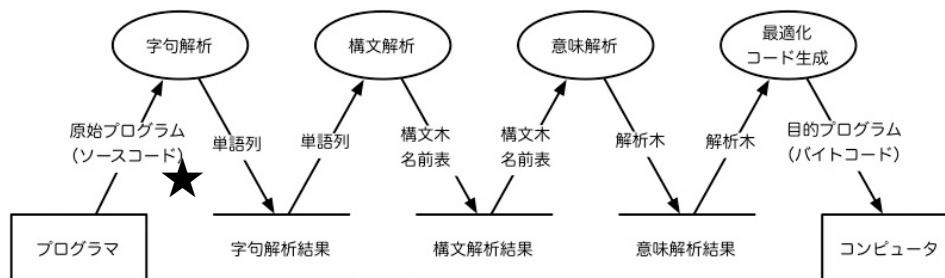 字句解析
構文解析
意味解析
最適化
コード生成
原始プログラム
(ソースコード)
単語列
単語列
構文木
名前表
構文木
名前表
解析木
解析木
目的プログラム
(バイトコード)
プログラマ
字句解析結果
構文解析結果
意味解析結果
コンピュータ